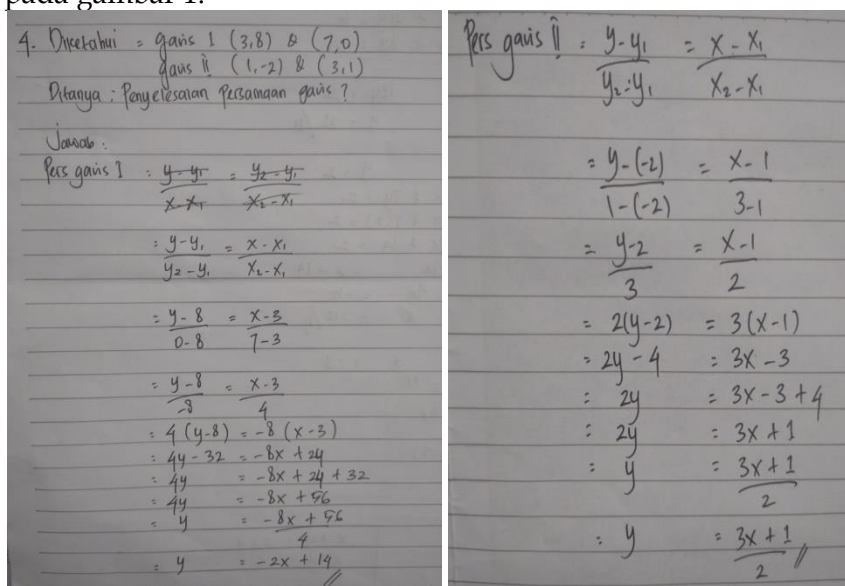 pada gambar 1.
4. Diketahui = garis 1 (3,8) & (7,0)
garis ii (1,-2) & (3,1)
Ditanya : Penyelesaian Persamaan garis ?
Jawab :
Pers garis 1 : y-y₁/x-x₁ = y₂-y₁/x₂-x₁
= y-y₁/y₂-y₁ = x-x₁/x₂-x₁
= y-8/0-8 = x-3/7-3
= y-8/-8 = x-3/4
= 4(y-8) = -8(x-3)
= 4y-32 = -8x+24
= 4y = -8x+24+32
= 4y = -8x+56
= y = -8x+56/4
= y = -2x+14 //
Pers garis ii : y-y₁/y₂-y₁ = x-x₁/x₂-x₁
= y-(-2)/1-(-2) = x-1/3-1
= y-2/3 = x-1/2
= 2(y-2) = 3(x-1)
= 2y-4 = 3x-3
: 2y = 3x-3+4
: 2y = 3x+1
: y = 3x+1/2
: y = 3x+1/2 //